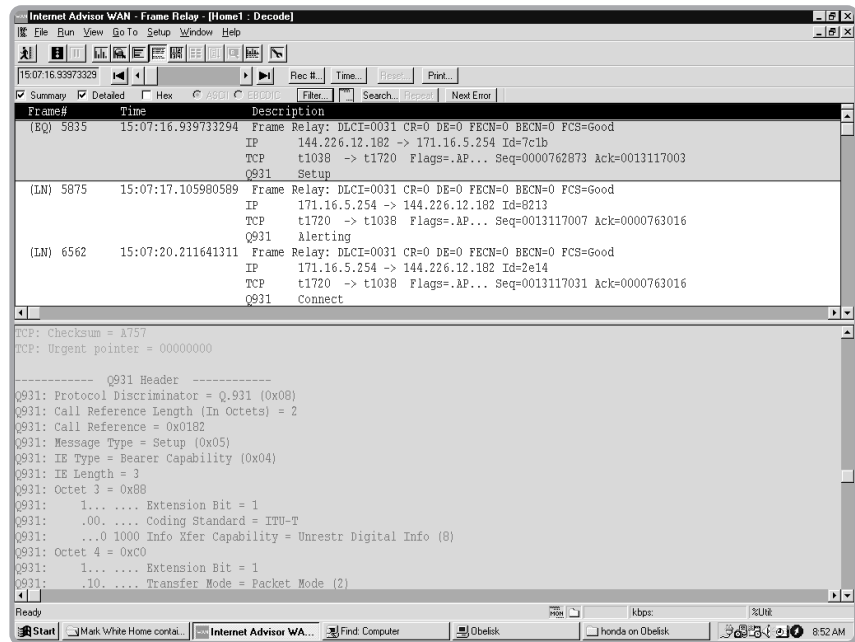 Internet Advisor WAN - Frame Relay - [Home1 : Decode]
File Run View Go To Setup Window Help
15:07:16.93973329 Rec #... Time... Reset... Print...
Summary Detailed Hex ASCII EBCDIC Filter... Search... Repeat Next Error
Frame# Time Description
(EQ) 5835 15:07:16.939733294 Frame Relay: DLCI=0031 CR=0 DE=0 FECN=0 BECN=0 FCS=Good
IP 144.226.12.182 -> 171.16.5.254 Id=7c1b
TCP t1038 -> t1720 Flags=.AP... Seq=0000762873 Ack=0013117003
Q931 Setup
(LN) 5875 15:07:17.105980589 Frame Relay: DLCI=0031 CR=0 DE=0 FECN=0 BECN=0 FCS=Good
IP 171.16.5.254 -> 144.226.12.182 Id=8213
TCP t1720 -> t1038 Flags=.AP... Seq=0013117007 Ack=0000763016
Q931 Alerting
(LN) 6562 15:07:20.211641311 Frame Relay: DLCI=0031 CR=0 DE=0 FECN=0 BECN=0 FCS=Good
IP 171.16.5.254 -> 144.226.12.182 Id=2e14
TCP t1720 -> t1038 Flags=.AP... Seq=0013117031 Ack=0000763016
Q931 Connect
TCP: Checksum = A757
TCP: Urgent pointer = 00000000
------------ Q931 Header ------------
Q931: Protocol Discriminator = Q.931 (0x08)
Q931: Call Reference Length (In Octets) = 2
Q931: Call Reference = 0x0182
Q931: Message Type = Setup (0x05)
Q931: IE Type = Bearer Capability (0x04)
Q931: IE Length = 3
Q931: Octet 3 = 0x88
Q931: 1... .... Extension Bit = 1
Q931: .00. .... Coding Standard = ITU-T
Q931: ...0 1000 Info Xfer Capability = Unrestr Digital Info (8)
Q931: Octet 4 = 0xC0
Q931: 1... .... Extension Bit = 1
Q931: .10. .... Transfer Mode = Packet Mode (2)
Ready MON kbps: %Util:
Start Mark White Home contai... Internet Advisor WA... Find: Computer Obelisk honda on Obelisk 8:52 AM